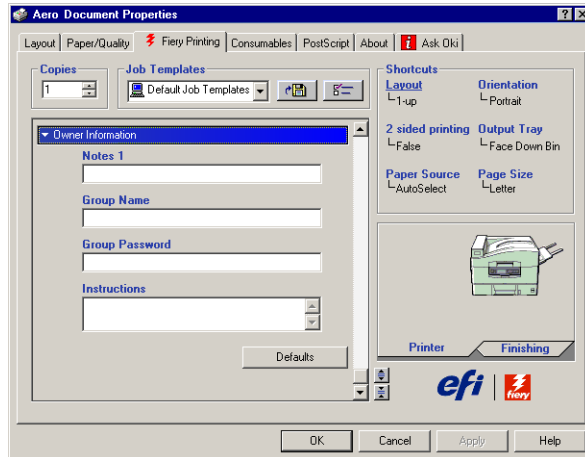 Aero Document Properties
Layout Paper/Quality Fiery Printing Consumables PostScript About Ask Oki
Copies
1
Job Templates
Default Job Templates
Owner Information
Notes 1
Group Name
Group Password
Instructions
Defaults
Shortcuts
Layout
1-up
Orientation
Portrait
2 sided printing
False
Output Tray
Face Down Bin
Paper Source
AutoSelect
Page Size
Letter
Printer
Finishing
efi
fiery
OK Cancel Apply Help